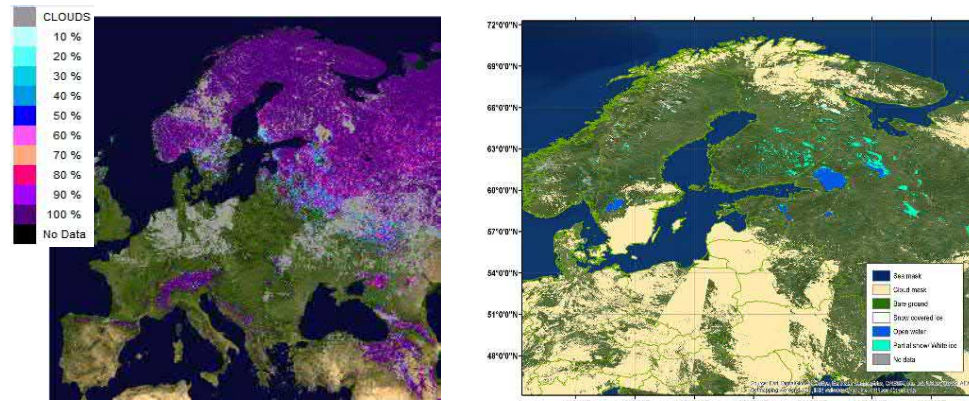 CLOUDS
10 %
20 %
30 %
40 %
50 %
60 %
70 %
80 %
90 %
100 %
No Data
72°0'0"N
69°0'0"N
66°0'0"N
63°0'0"N
60°0'0"N
57°0'0"N
54°0'0"N
51°0'0"N
48°0'0"N
Sea mask
Cloud mask
Bare ground
Snow covered ice
Open water
Partial snow/ White ice
No data